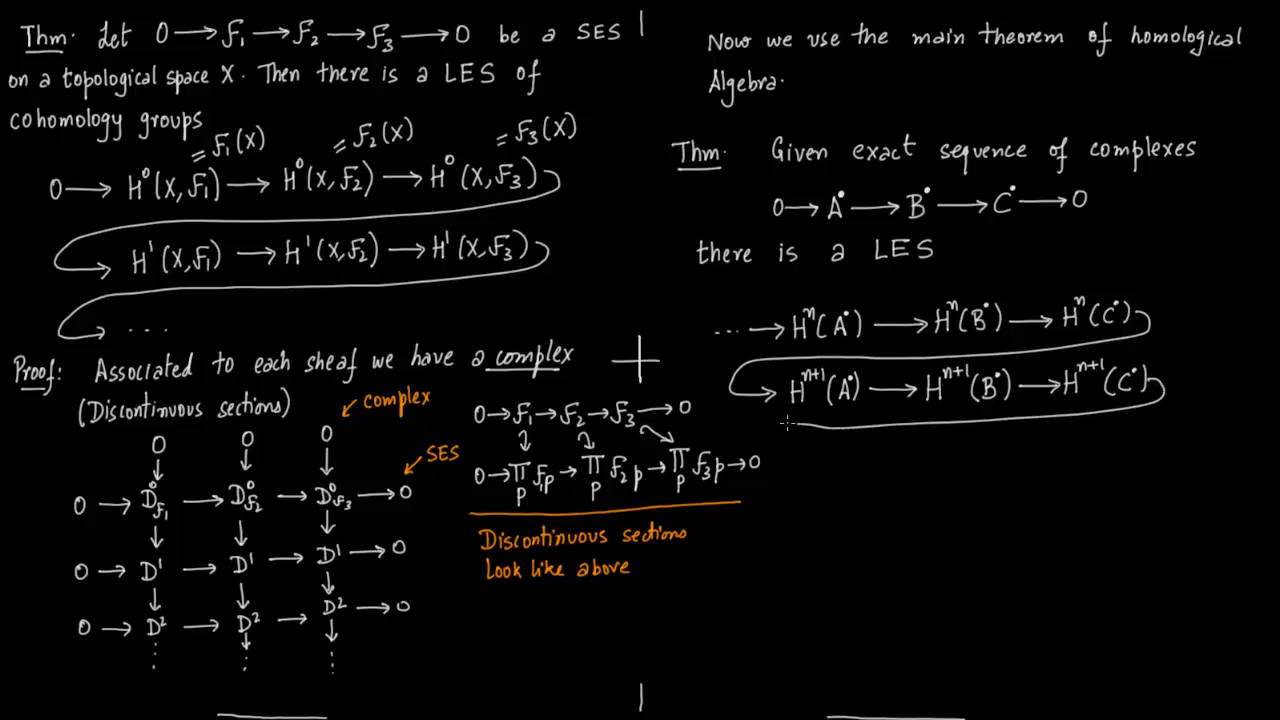 Thm. Let 0 → F₁ → F₂ → F₃ → 0 be a SES
on a topological space X. Then there is a LES of
cohomology groups
= F₁(X) = F₂(X) = F₃(X)
0 → H⁰(X, F₁) → H⁰(X, F₂) → H⁰(X, F₃)
→ H¹(X, F₁) → H¹(X, F₂) → H¹(X, F₃)
→ ...
Proof: Associated to each sheaf we have a complex
(Discontinuous sections)
complex
0 0 0
SES
0 → D⁰F₁ → D⁰F₂ → D⁰F₃ → 0
0 → D¹ → D¹ → D¹ → 0
0 → D² → D² → D² → 0
0 → F₁ → F₂ → F₃ → 0
0 → ∏p F₁p → ∏p F₂p → ∏p F₃p → 0
Discontinuous sections
Look like above
Now we use the main theorem of homological
Algebra.
Thm. Given exact sequence of complexes
0 → A• → B• → C• → 0
there is a LES
... → Hⁿ(A•) → Hⁿ(B•) → Hⁿ(C•)
→ Hⁿ⁺¹(A•) → Hⁿ⁺¹(B•) → Hⁿ⁺¹(C•)